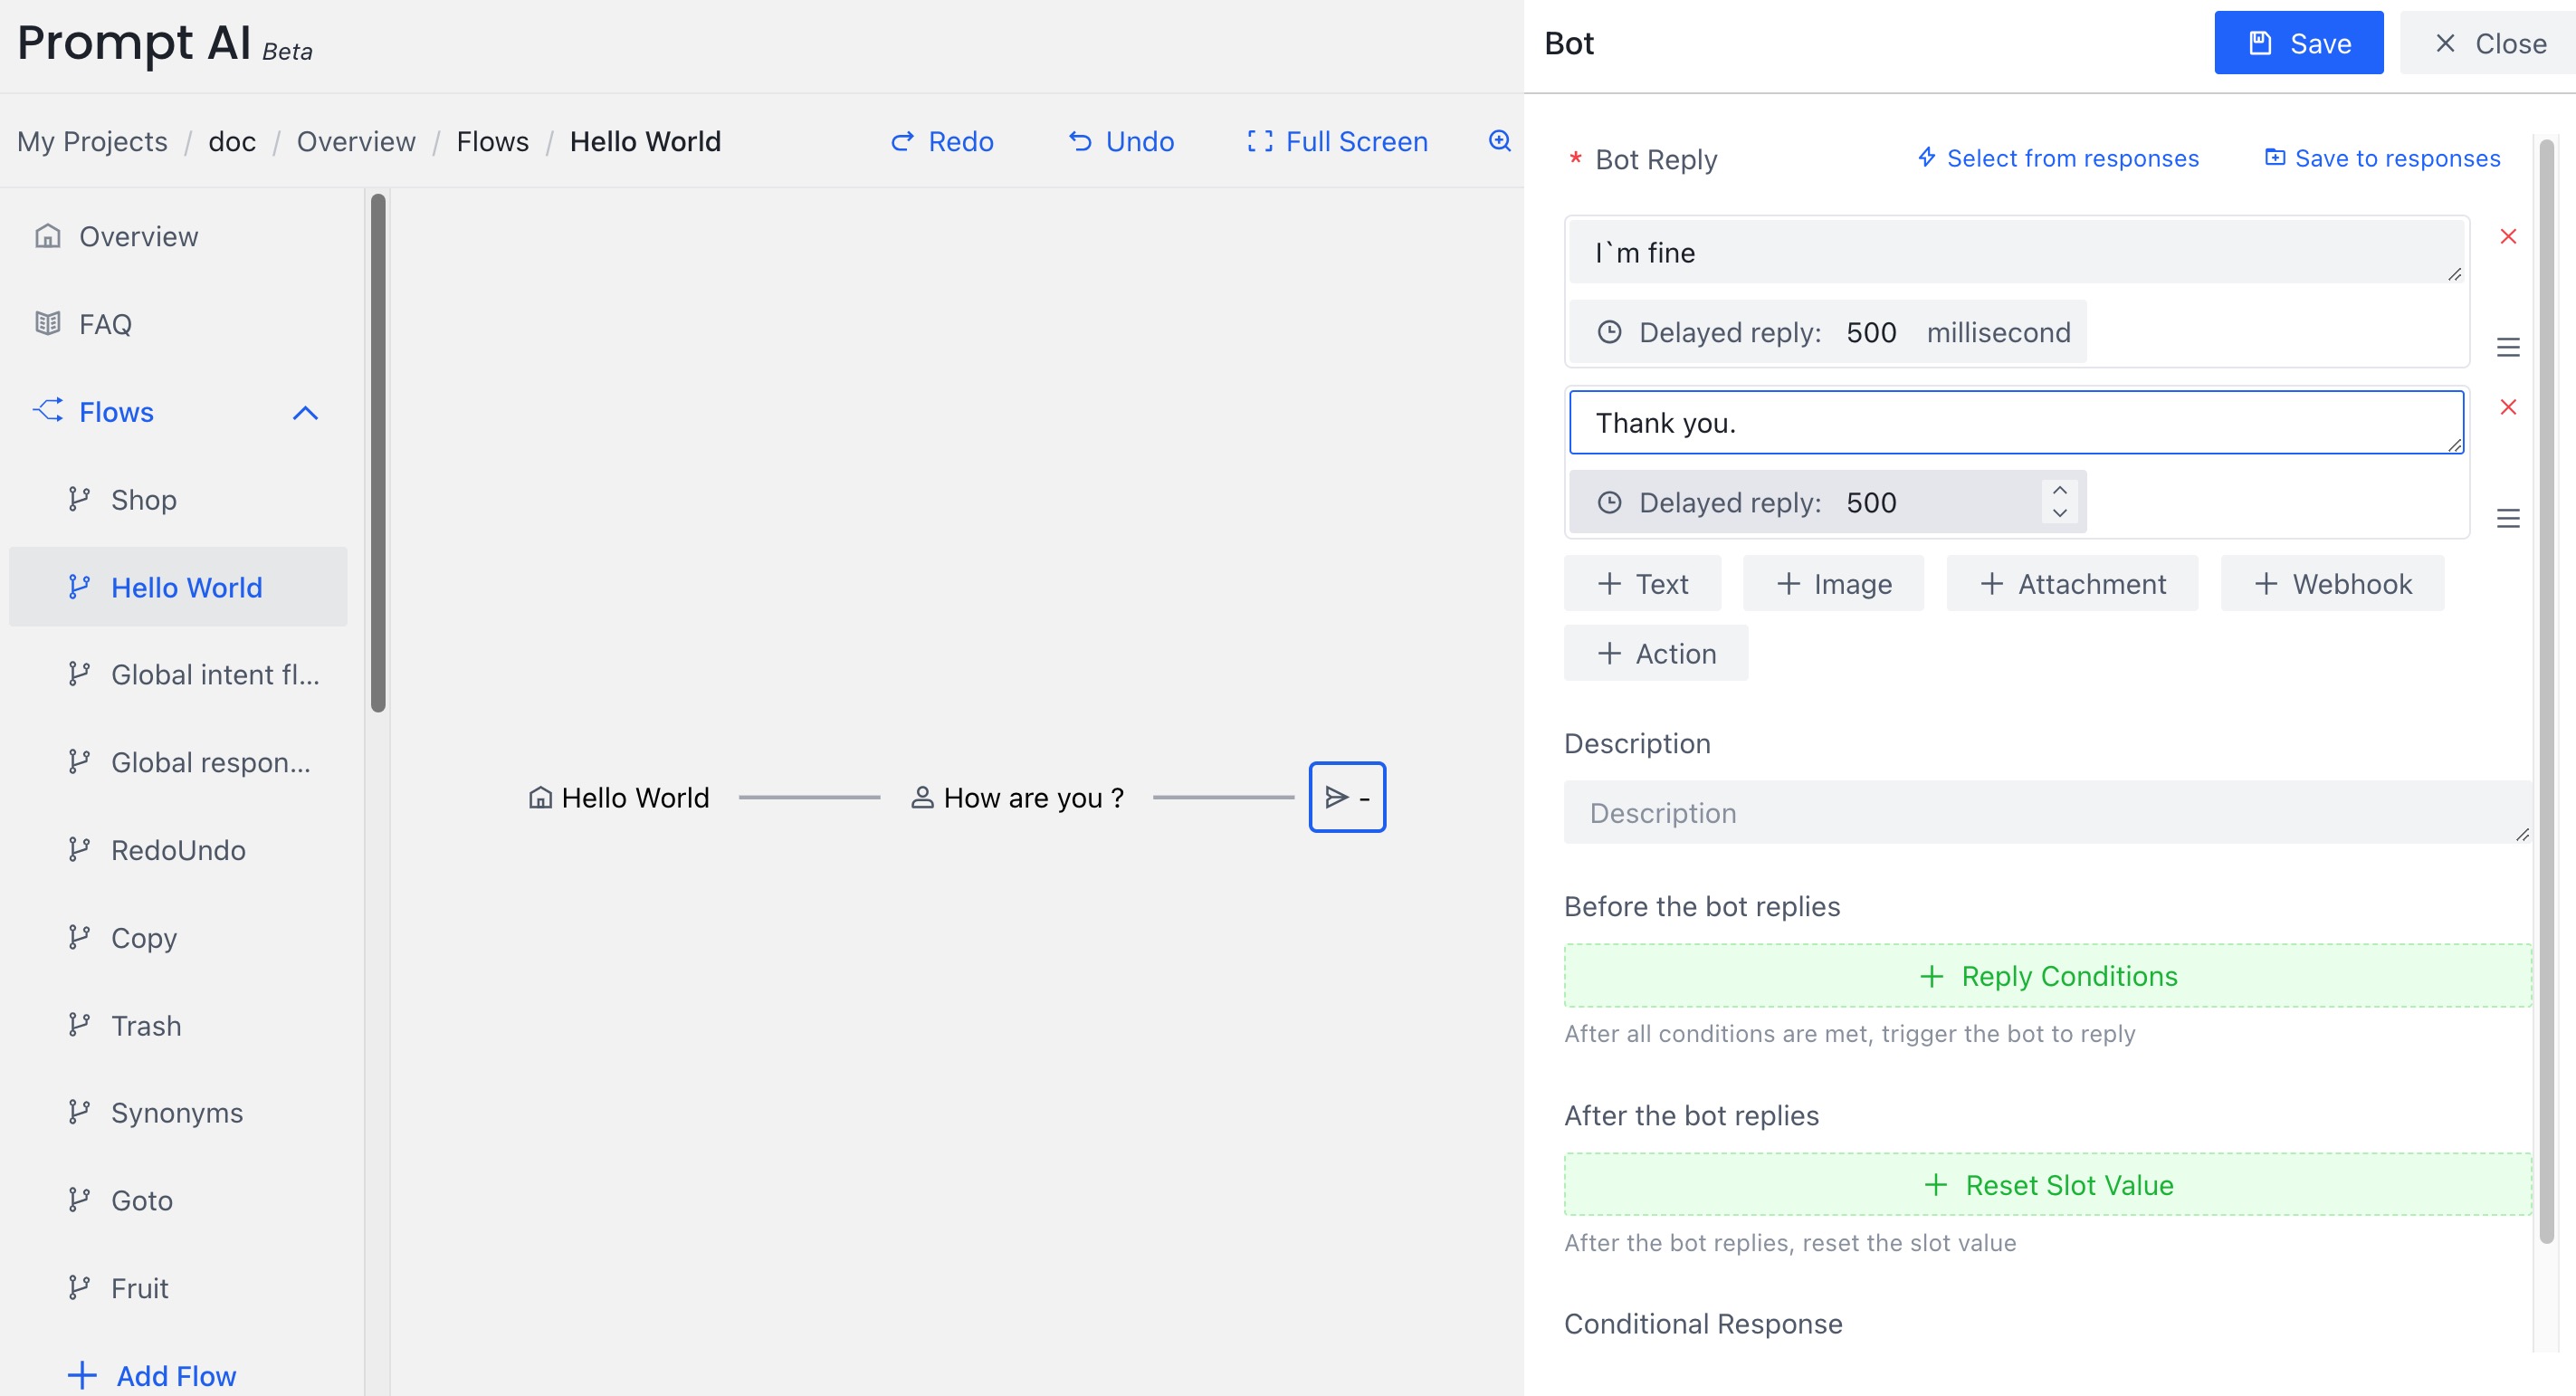 Prompt AI Beta
Bot
Save
Close
My Projects / doc / Overview / Flows / Hello World
Redo
Undo
Full Screen
Overview
FAQ
Flows
Shop
Hello World
Global intent fl...
Global respon...
RedoUndo
Copy
Trash
Synonyms
Goto
Fruit
Add Flow
Hello World
How are you ?
-
* Bot Reply
Select from responses
Save to responses
I`m fine
Delayed reply: 500 millisecond
Thank you.
Delayed reply: 500
+ Text
+ Image
+ Attachment
+ Webhook
+ Action
Description
Description
Before the bot replies
+ Reply Conditions
After all conditions are met, trigger the bot to reply
After the bot replies
+ Reset Slot Value
After the bot replies, reset the slot value
Conditional Response